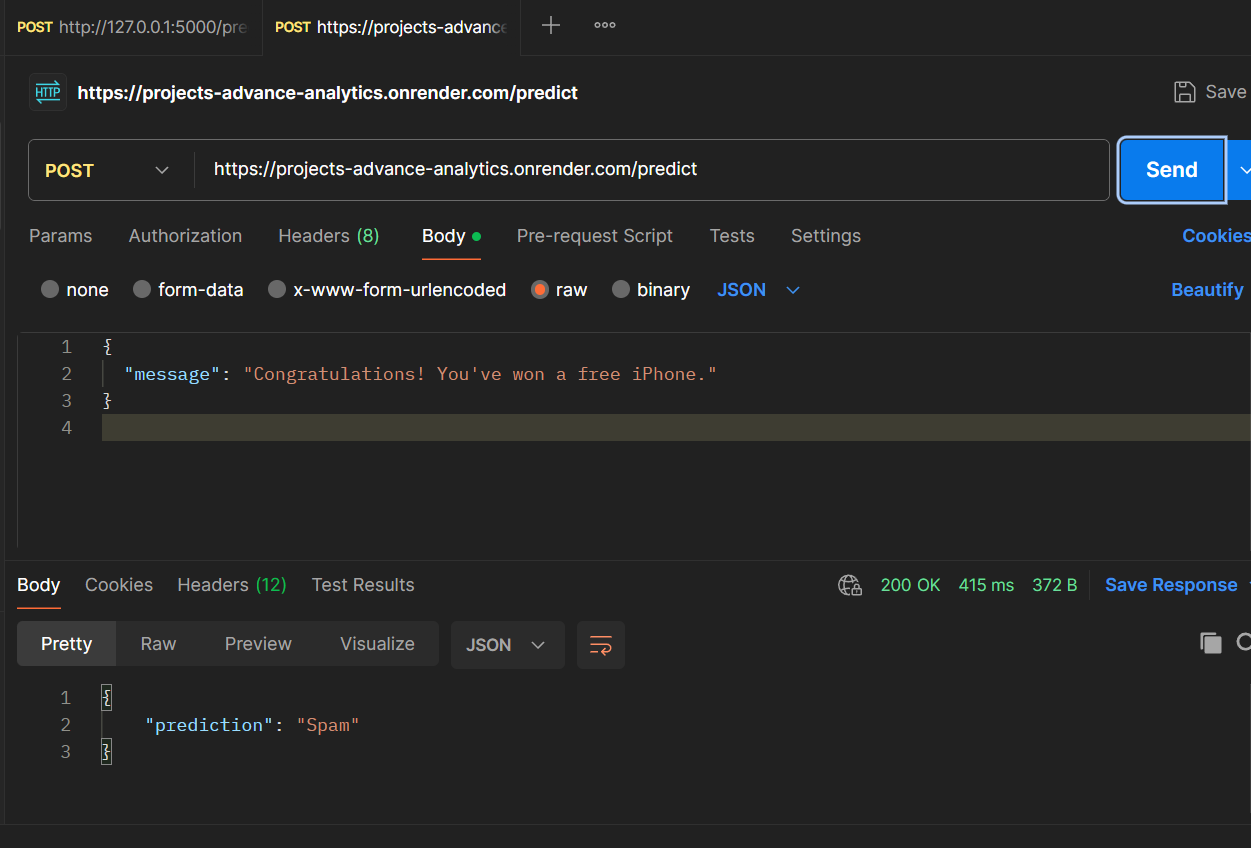 POST http://127.0.0.1:5000/pre
POST https://projects-advance
HTTP https://projects-advance-analytics.onrender.com/predict
Save
POST https://projects-advance-analytics.onrender.com/predict
Send
Params Authorization Headers (8) Body Pre-request Script Tests Settings Cookies
none form-data x-www-form-urlencoded raw binary JSON Beautify
1 {
2 "message": "Congratulations! You've won a free iPhone."
3 }
4
Body Cookies Headers (12) Test Results 200 OK 415 ms 372 B Save Response
Pretty Raw Preview Visualize JSON
1 {
2 "prediction": "Spam"
3 }